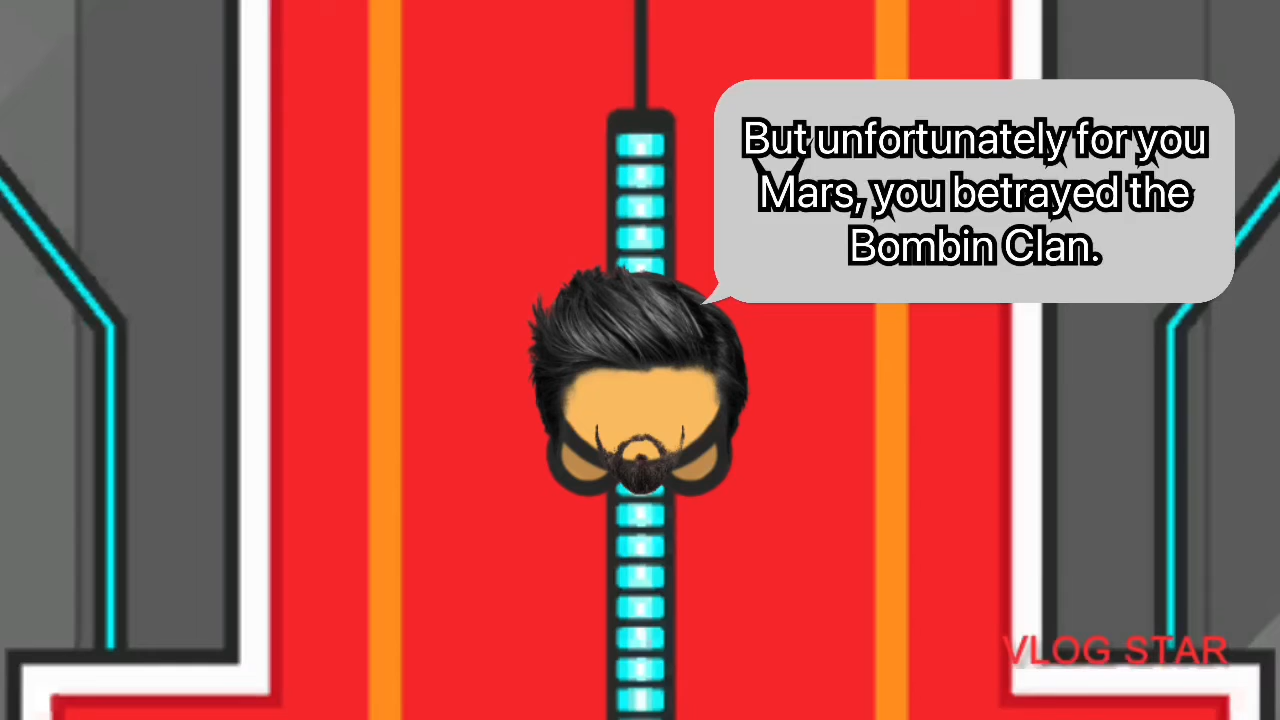 But unfortunately for you
Mars, you betrayed the
Bombin Clan.
VLOG STAR